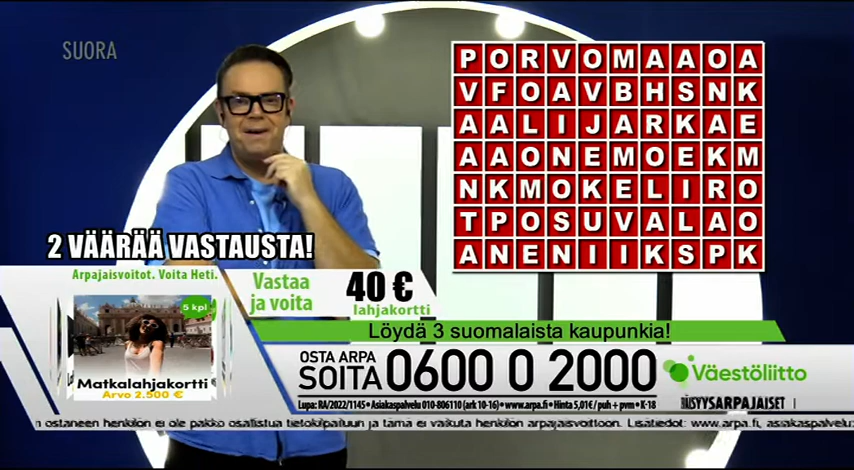 SUORA
PORVOMAAOA
VFOAVBHSNK
AALIJARKAE
AAONEMOEKM
NKMOKELIRO
TPOSUVALAO
ANENIIKSPK
2 VÄÄRÄÄ VASTAUSTA!
Arpajaisvoitot. Voita Heti.
5 kpl
Matkalahjakortti
Arvo 2.500 €
Vastaa
ja voita
40 €
lahjakortti
Löydä 3 suomalaista kaupunkia!
OSTA ARPA
SOITA 0600 0 2000
Väestöliitto
Lupa: RA/2022/1145 • Asiakaspalvelu 010-806110 (ark 10-16) • www.arpa.fi • Hinta 5,01€ / puh + pvm • K-18
ostaneen henkilön ei ole pakko osallistua tietokilpailuun ja tämä ei vaikuta henkilön arpajaisvoittoon. Lisätiedot: www.arpa.fi, asiakaspalvelu: